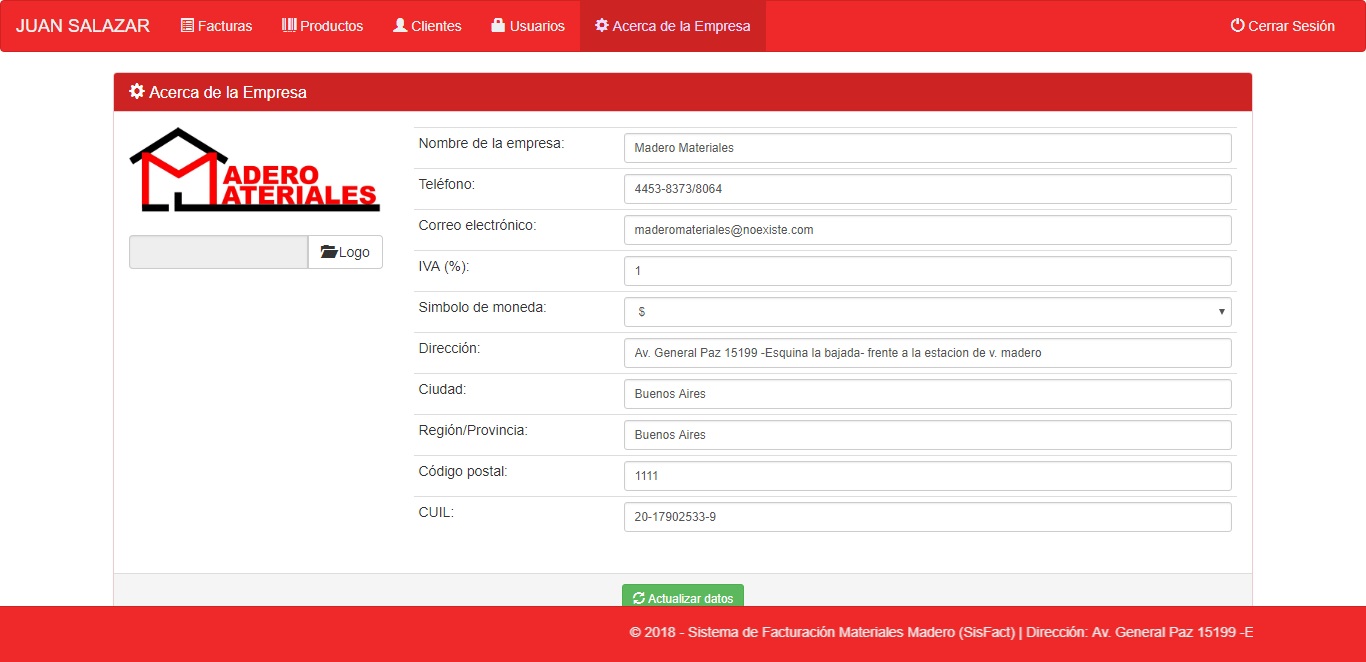 JUAN SALAZAR Facturas Productos Clientes Usuarios Acerca de la Empresa Cerrar Sesión
Acerca de la Empresa
MADERO
MATERIALES
Logo
Nombre de la empresa: Madero Materiales
Teléfono: 4453-8373/8064
Correo electrónico: maderomateriales@noexiste.com
IVA (%): 1
Simbolo de moneda: $
Dirección: Av. General Paz 15199 -Esquina la bajada- frente a la estacion de v. madero
Ciudad: Buenos Aires
Región/Provincia: Buenos Aires
Código postal: 1111
CUIL: 20-17902533-9
Actualizar datos
© 2018 - Sistema de Facturación Materiales Madero (SisFact) | Dirección: Av. General Paz 15199 -E